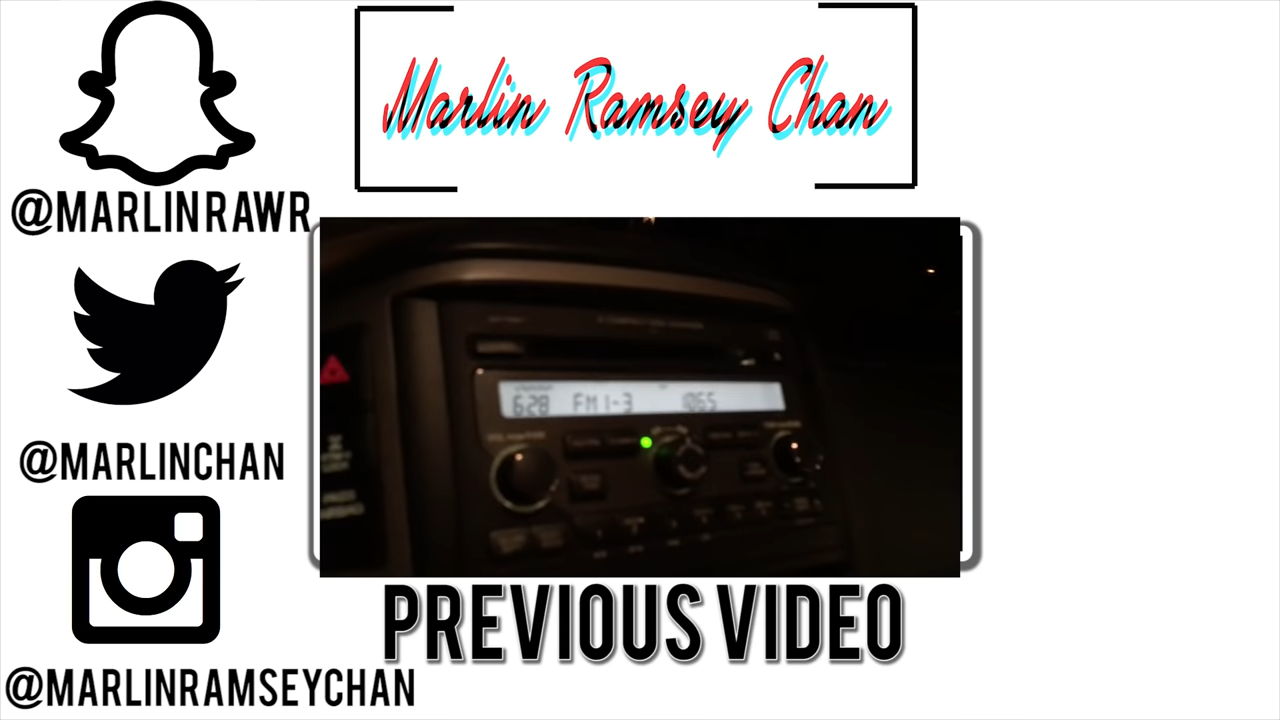 Marlin Ramsey Chan
@MARLINRAWR
@MARLINCHAN
@MARLINRAMSEYCHAN
628 FM1-3 1065
PREVIOUS VIDEO